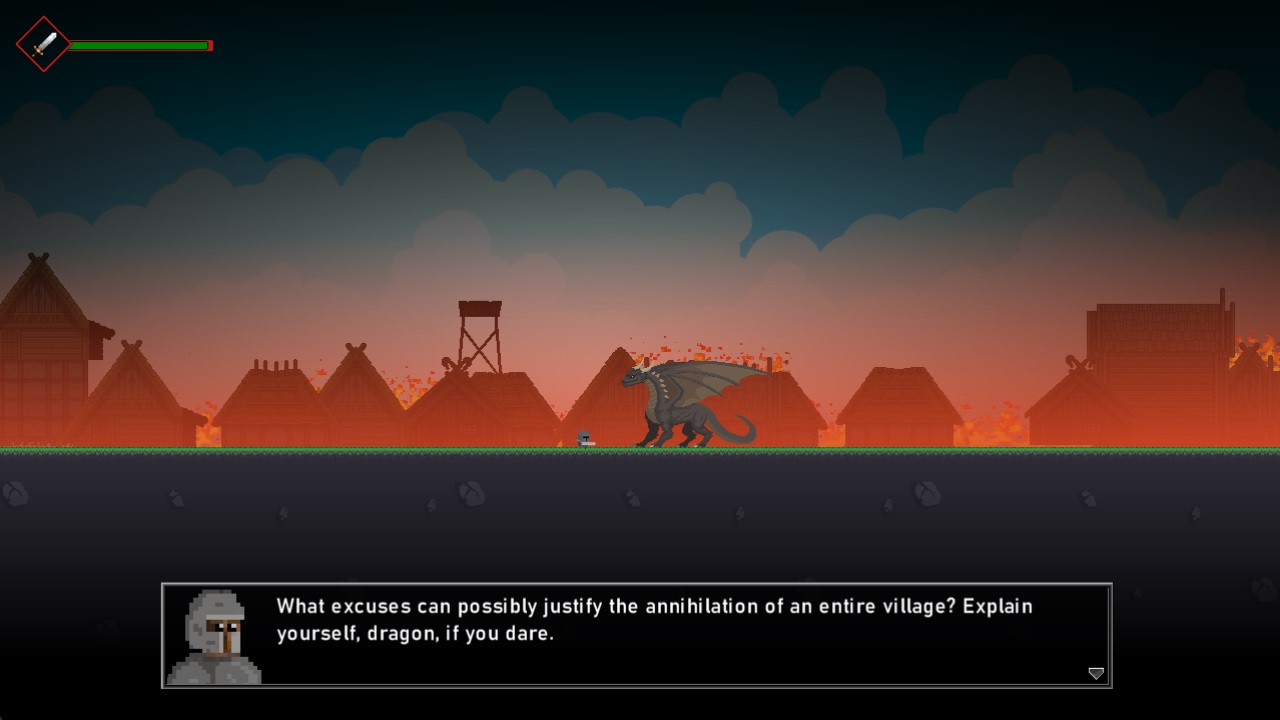 What excuses can possibly justify the annihilation of an entire village? Explain
yourself, dragon, if you dare.